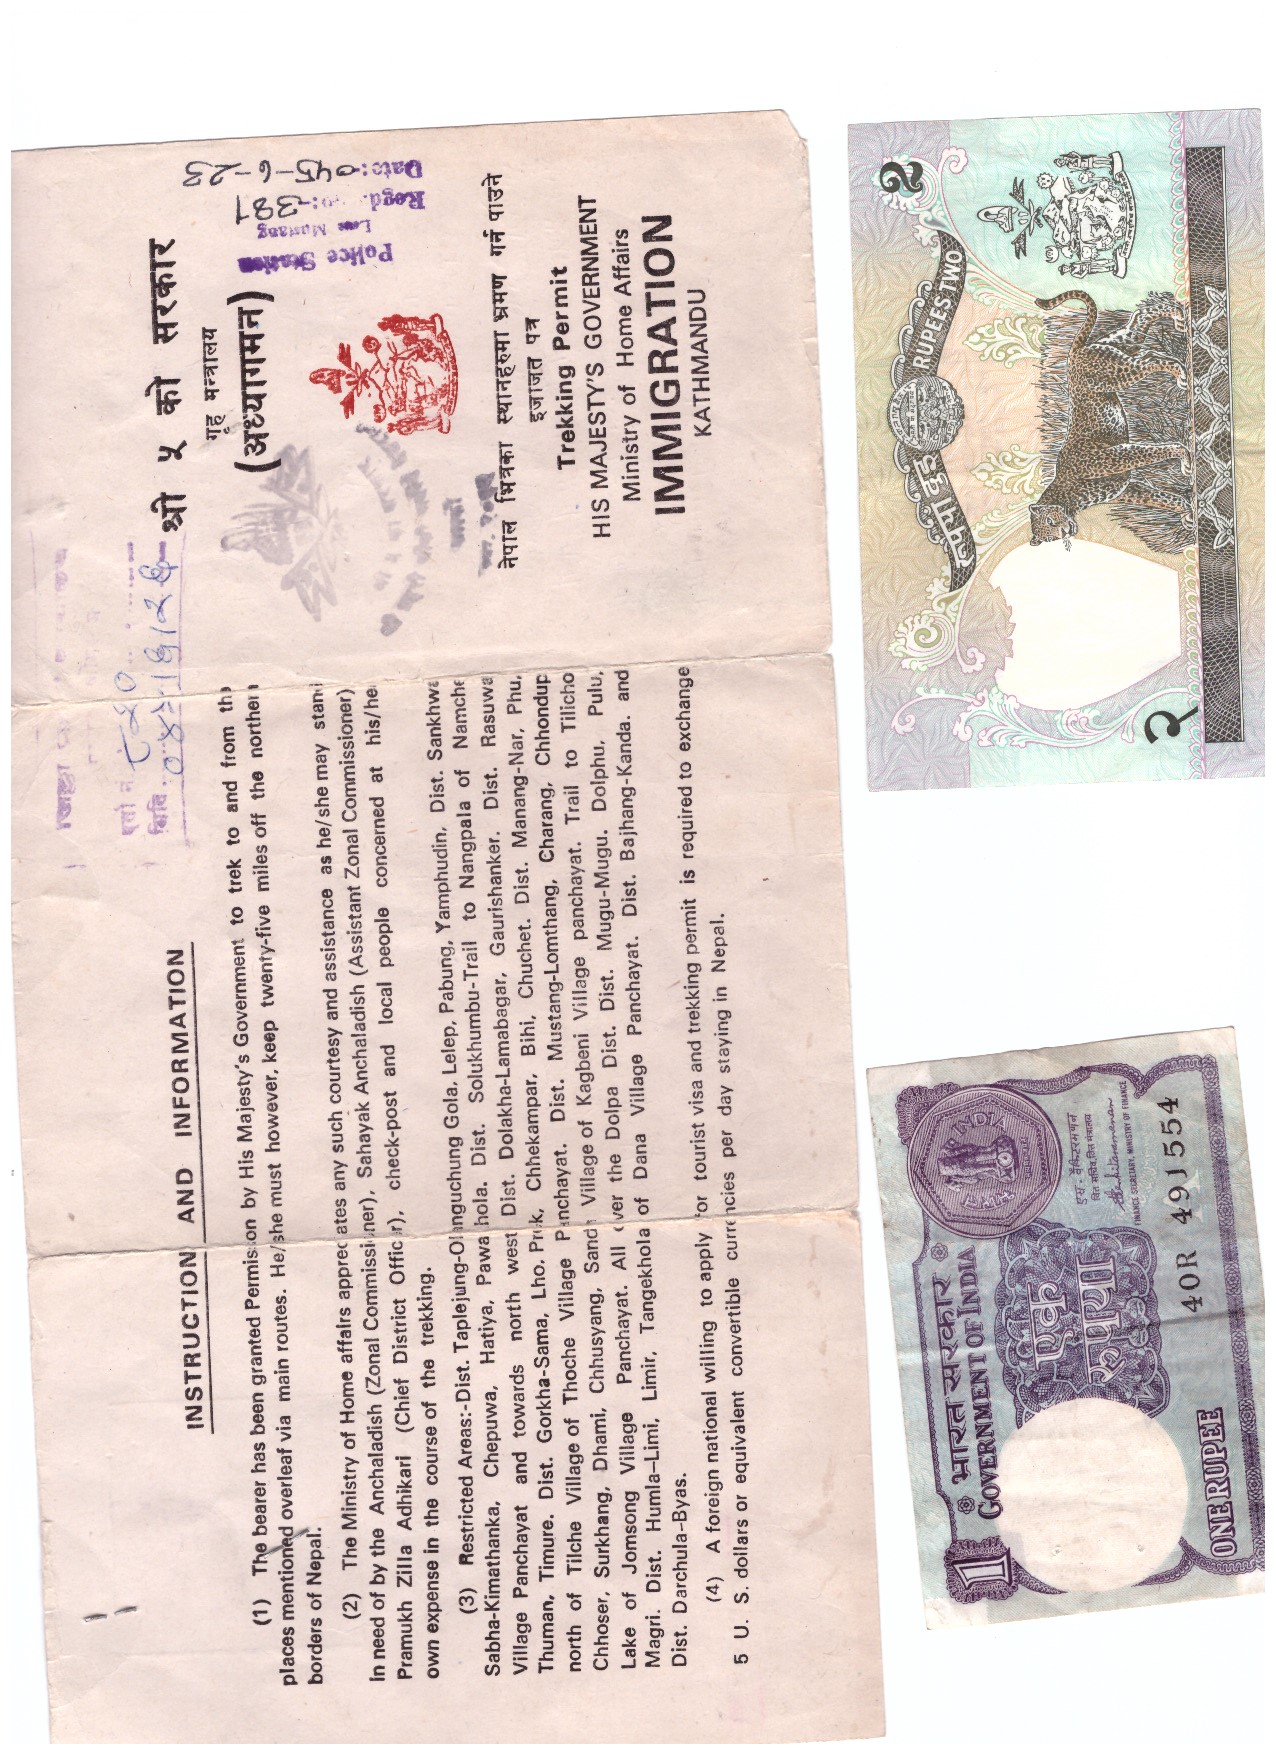 INSTRUCTION AND INFORMATION
(1) The bearer has been granted Permission by His Majesty's Government to trek to and from the
places mentioned overleaf via main routes. He/she must however, keep twenty-five miles off the northern
borders of Nepal.
(2) The Ministry of Home affairs appreciates any such courtesy and assistance as he/she may stand
in need of by the Anchaladish (Zonal Commissioner), Sahayak Anchaladish (Assistant Zonal Commissioner)
Pramukh Zilla Adhikari (Chief District Officer), check-post and local people concerned at his/her
own expense in the course of the trekking.
(3) Restricted Areas:-Dist. Taplejung-Olanguchung Gola, Lelep, Pabung, Yamphudin, Dist. Sankhwa
Sabha-Kimathanka, Chepuwa, Hatiya, Pawakhola. Dist. Solukhumbu-Trail to Nangpala of Namche
Village Panchayat and towards north west Dist. Dolakha-Lamabagar, Gaurishanker. Dist. Rasuwa
Thuman, Timure. Dist. Gorkha-Sama, Lho, Prok, Chhekampar, Bihi, Chuchet. Dist. Manang-Nar, Phu,
north of Tilche Village of Thoche Village Panchayat. Dist. Mustang-Lomthang, Charang, Chhondup
Chhoser, Surkhang, Dhami, Chhusyang, Sanda Village of Kagbeni Village panchayat. Trail to Tilicho
Lake of Jomsong Village Panchayat. All over the Dolpa Dist. Dist. Mugu-Mugu. Dolphu, Pulu,
Magri. Dist. Humla-Limi, Limir, Tangekhola of Dana Village Panchayat. Dist. Bajhang-Kanda. and
Dist. Darchula-Byas.
(4) A foreign national willing to apply for tourist visa and trekking permit is required to exchange
5 U. S. dollars or equivalent convertible currencies per day staying in Nepal.
मिति
श्री ५ को सरकार
गृह मन्त्रालय
(अध्यागमन)
Police Station
Regd. No:-381
Date:045-6-23
नेपाल भित्रका स्थानहरुमा भ्रमण गर्न पाउने
इजाजत पत्र
Trekking Permit
HIS MAJESTY'S GOVERNMENT
Ministry of Home Affairs
IMMIGRATION
KATHMANDU
1
भारत सरकार
GOVERNMENT OF INDIA
भारत INDIA
एक
रूपया
एस. वेंकिटरमणन
वित्त सचिव, वित्त मंत्रालय
FINANCE SECRETARY, MINISTRY OF FINANCE
40R 491554
ONE RUPEE
रूपैयाँ दुई
RUPEES TWO
2
२